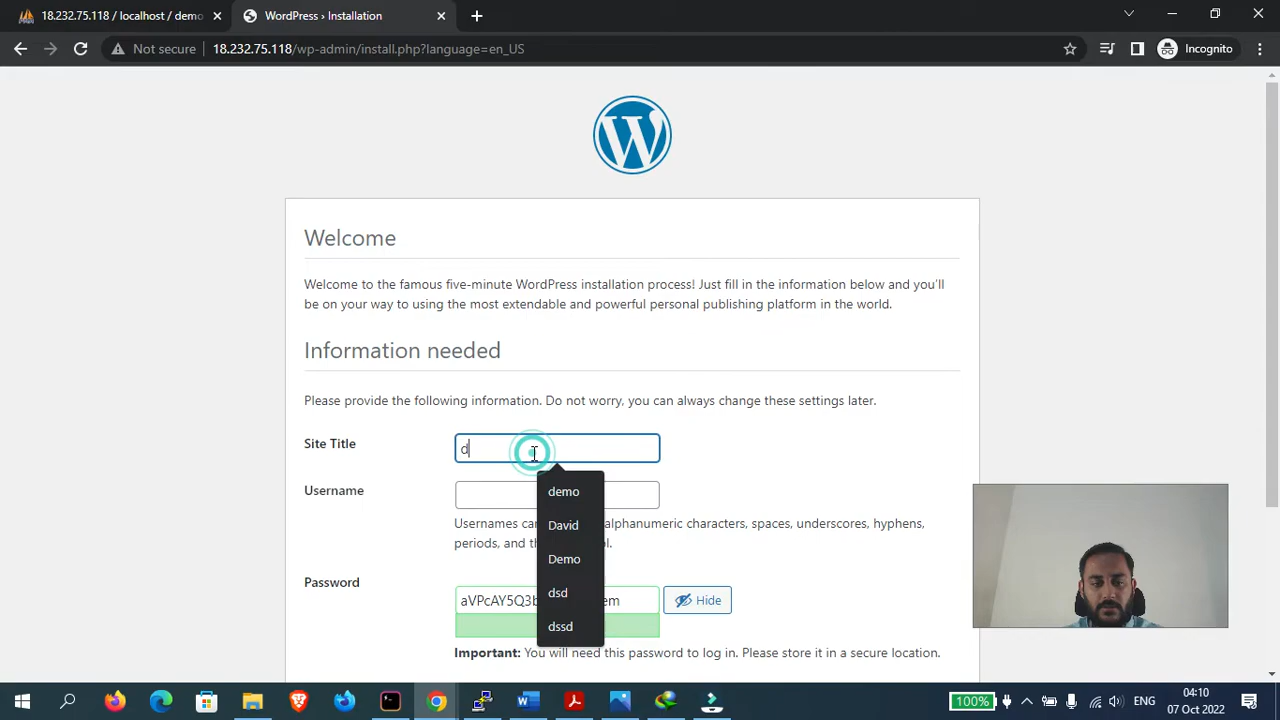 18.232.75.118 / localhost / demo
WordPress › Installation
Not secure
18.232.75.118/wp-admin/install.php?language=en_US
Incognito
W
Welcome
Welcome to the famous five-minute WordPress installation process! Just fill in the information below and you'll
be on your way to using the most extendable and powerful personal publishing platform in the world.
Information needed
Please provide the following information. Do not worry, you can always change these settings later.
Site Title
d
demo
David
Demo
dsd
dssd
Username
Usernames alphanumeric characters, spaces, underscores, hyphens,
periods, and
Password
Hide
Important: You will need this password to log in. Please store it in a secure location.
100%
ENG
04:10
07 Oct 2022